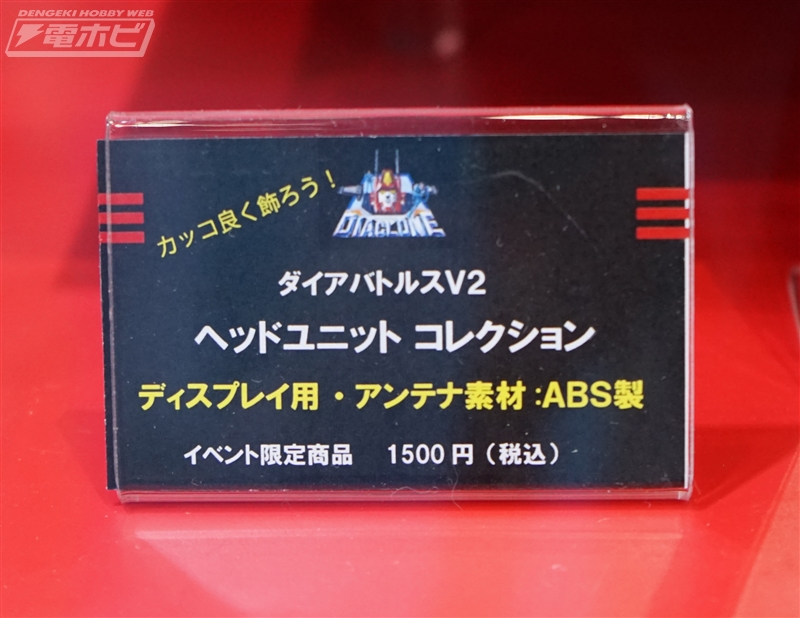 DENGEKI HOBBY WEB
電ホビ
カッコ良く飾ろう！
DIACLONE
ダイアバトルスV2
ヘッドユニット コレクション
ディスプレイ用・アンテナ素材:ABS製
イベント限定商品 1500円（税込）